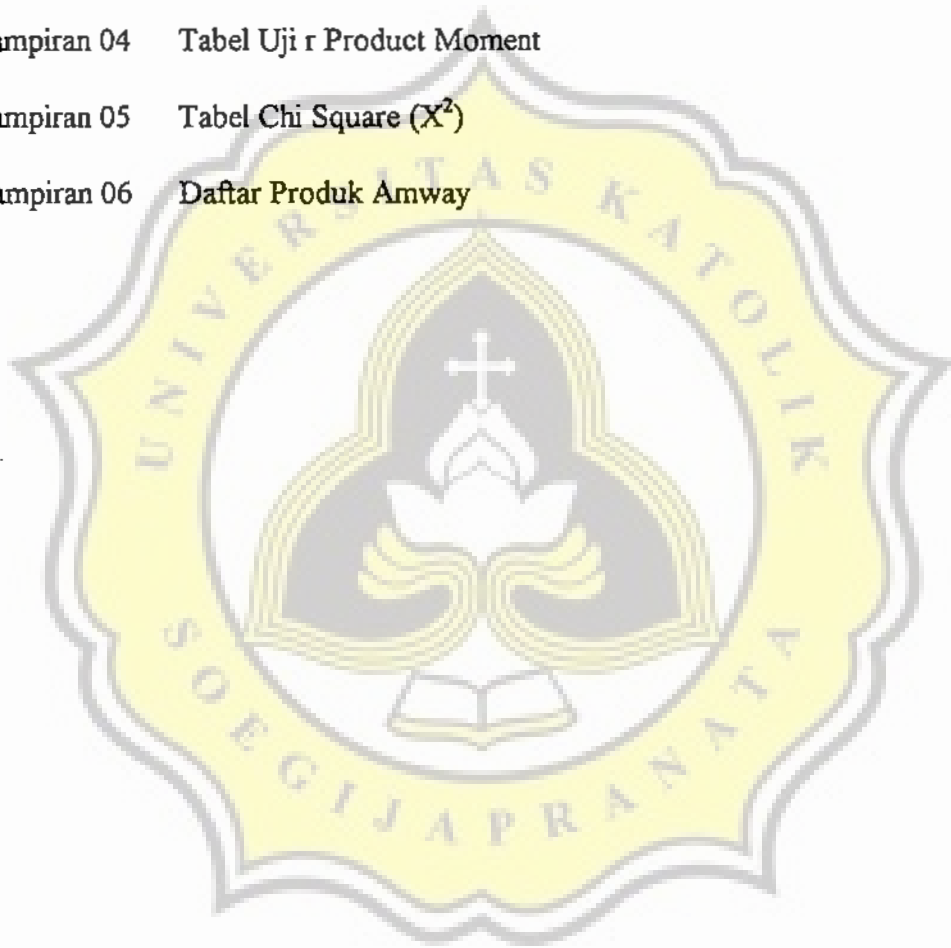 ampiran 04 Tabel Uji r Product Moment
ampiran 05 Tabel Chi Square (X²)
ampiran 06 Daftar Produk Amway
UNIVERSITAS KATOLIK
SOEGIJAPRANATA